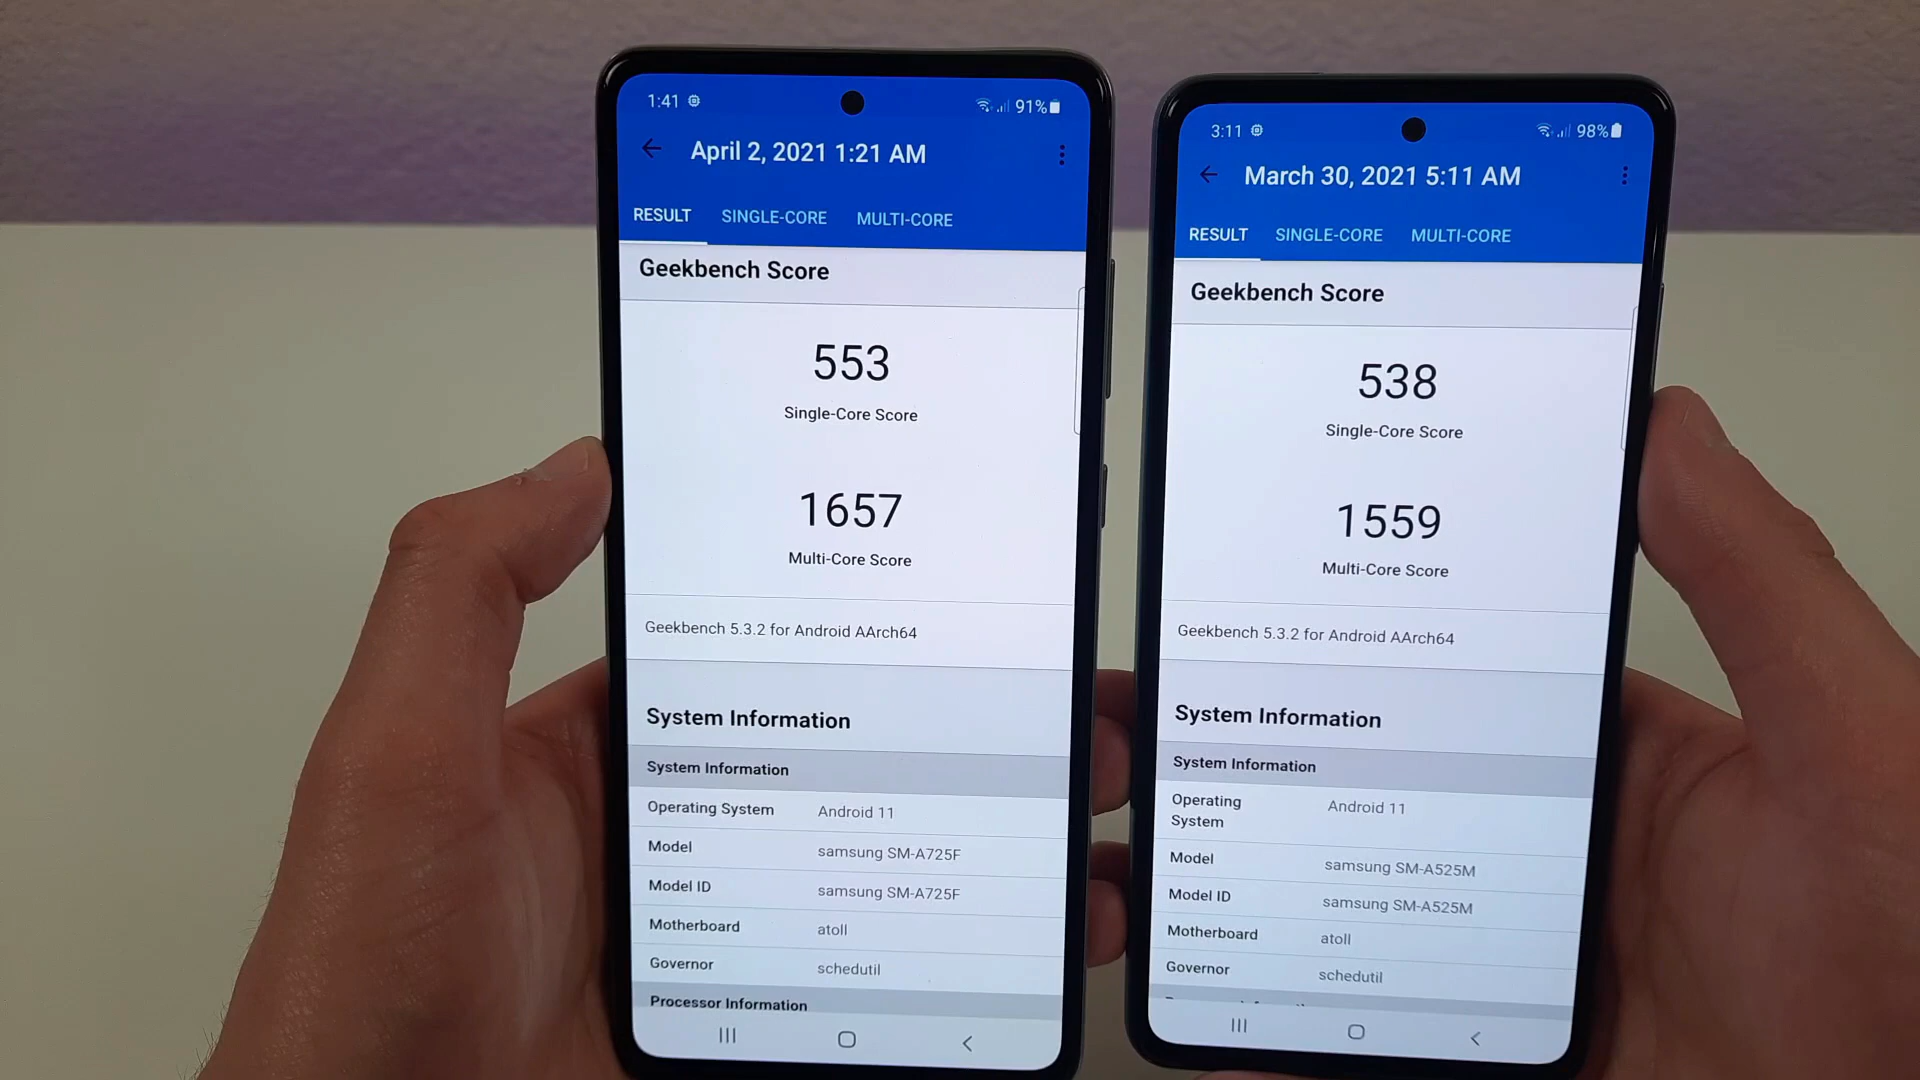 1:41 91%
April 2, 2021 1:21 AM
RESULT SINGLE-CORE MULTI-CORE
Geekbench Score
553
Single-Core Score
1657
Multi-Core Score
Geekbench 5.3.2 for Android AArch64
System Information
System Information
Operating System Android 11
Model samsung SM-A725F
Model ID samsung SM-A725F
Motherboard atoll
Governor schedutil
Processor Information
3:11 98%
March 30, 2021 5:11 AM
RESULT SINGLE-CORE MULTI-CORE
Geekbench Score
538
Single-Core Score
1559
Multi-Core Score
Geekbench 5.3.2 for Android AArch64
System Information
System Information
Operating Android 11
System
Model samsung SM-A525M
Model ID samsung SM-A525M
Motherboard atoll
Governor schedutil